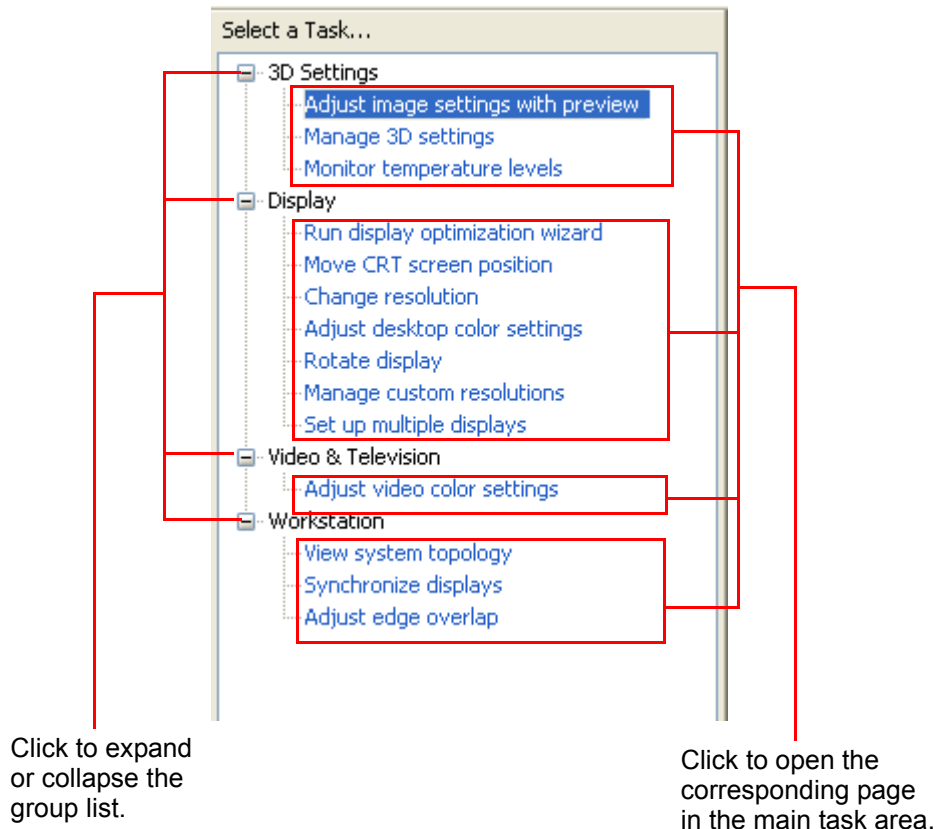 Select a Task...
3D Settings
Adjust image settings with preview
Manage 3D settings
Monitor temperature levels
Display
Run display optimization wizard
Move CRT screen position
Change resolution
Adjust desktop color settings
Rotate display
Manage custom resolutions
Set up multiple displays
Video & Television
Adjust video color settings
Workstation
View system topology
Synchronize displays
Adjust edge overlap
Click to expand
or collapse the
group list.
Click to open the
corresponding page
in the main task area.